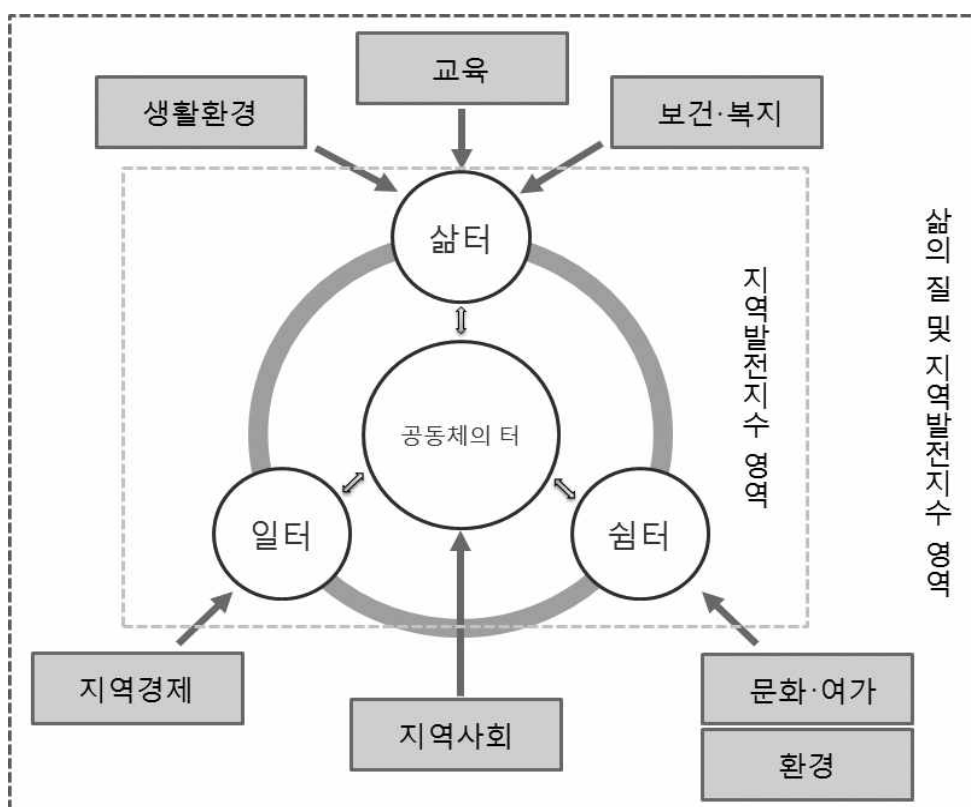 교육
생활환경
보건·복지
삶터
지역발전지수 영역
삶의 질 및 지역발전지수 영역
공동체의 터
일터
쉼터
지역경제
지역사회
문화·여가
환경